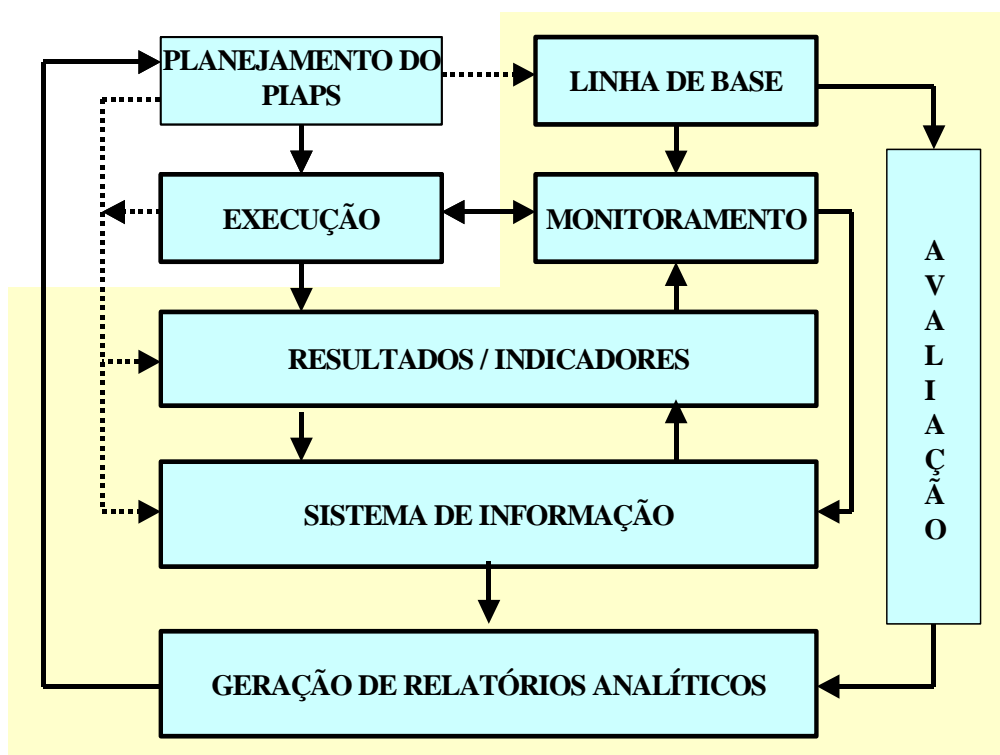 PLANEJAMENTO DO
PIAPS
LINHA DE BASE
EXECUÇÃO
MONITORAMENTO
RESULTADOS / INDICADORES
SISTEMA DE INFORMAÇÃO
GERAÇÃO DE RELATÓRIOS ANALÍTICOS
A
V
A
L
I
A
Ç
Ã
O